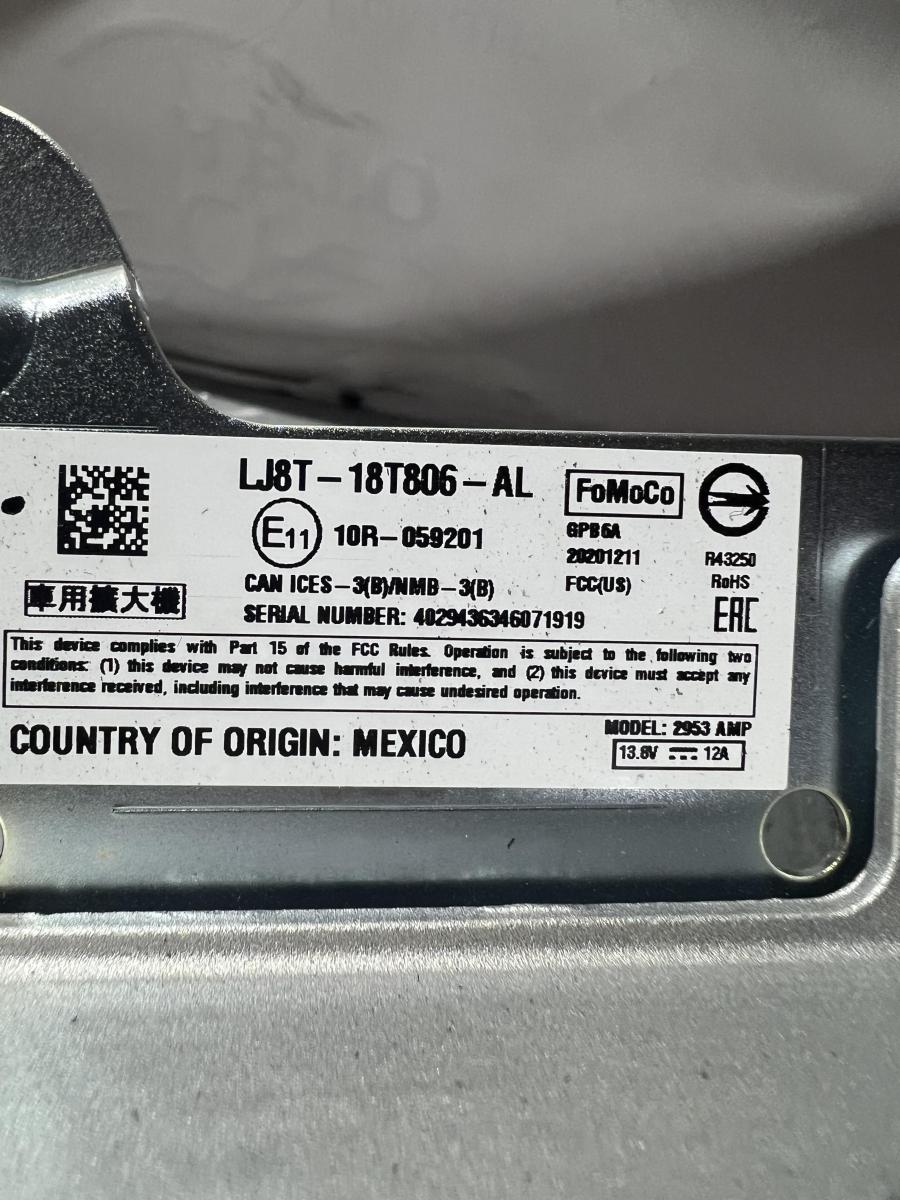 LJ8T-18T806-AL
FoMoCo
E11
10R-059201
GPB6A
20201211
FCC(US)
R43250
RoHS
EAC
CAN ICES-3(B)/NMB-3(B)
車用擴大機
SERIAL NUMBER: 4029436346071919
This device complies with Part 15 of the FCC Rules. Operation is subject to the following two
conditions: (1) this device may not cause harmful interference, and (2) this device must accept any
interference received, including interference that may cause undesired operation.
COUNTRY OF ORIGIN: MEXICO
MODEL: 2953 AMP
13.8V 12A